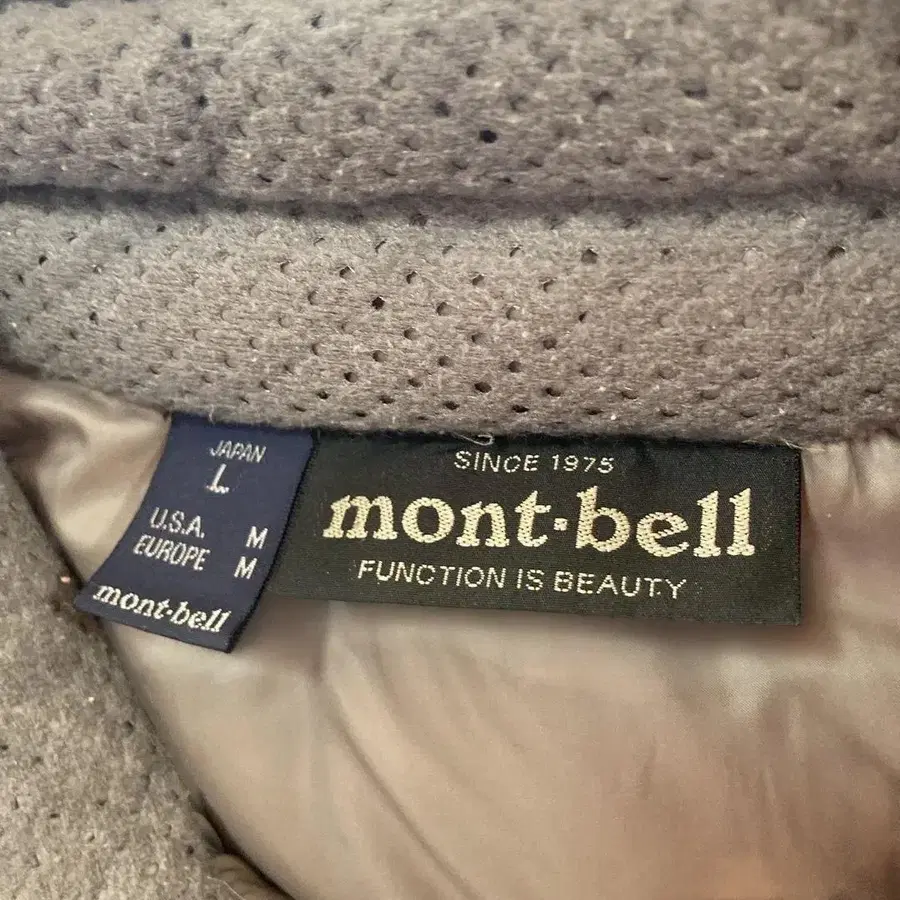 JAPAN
L
U.S.A. M
EUROPE M
mont-bell
SINCE 1975
mont-bell
FUNCTION IS BEAUTY